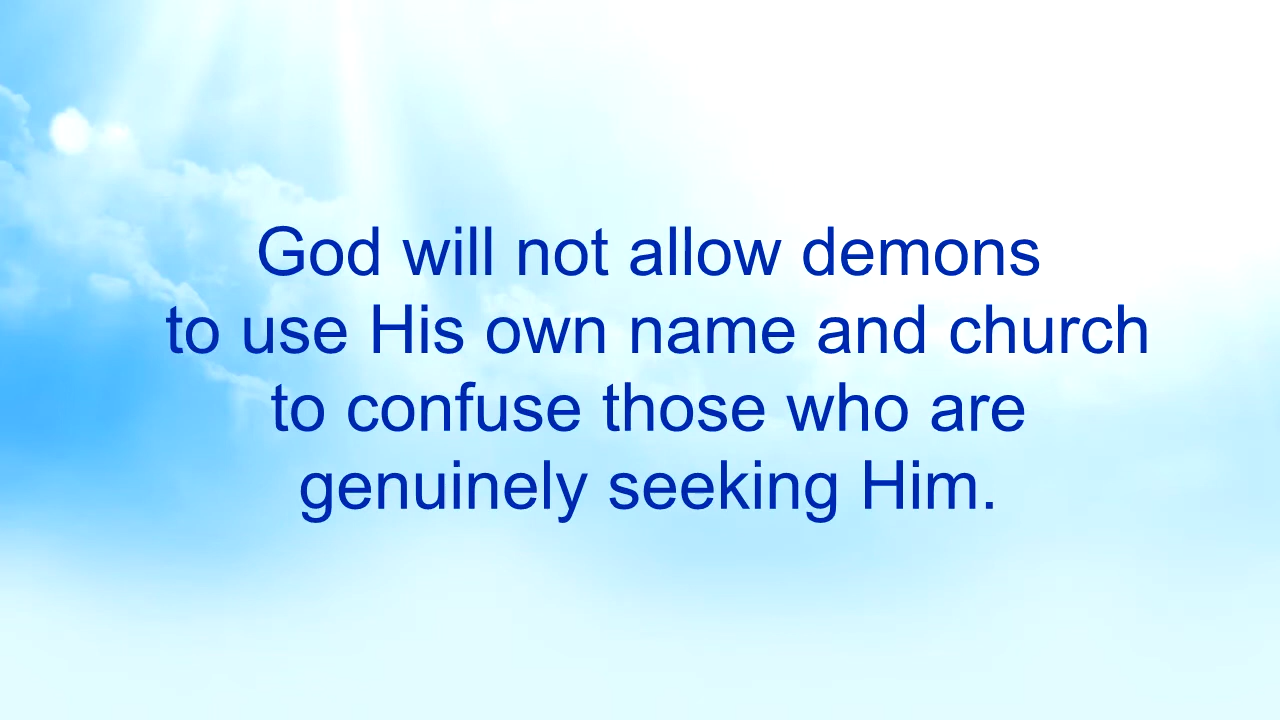 God will not allow demons
to use His own name and church
to confuse those who are
genuinely seeking Him.